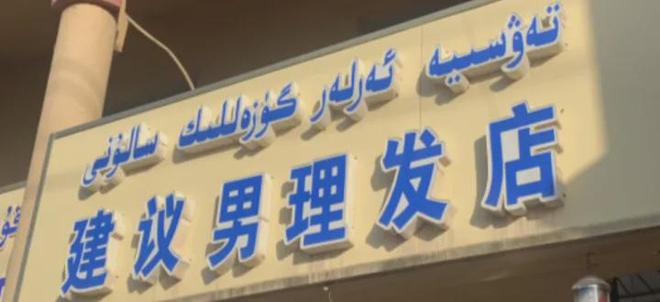 تەۋسىيە ئەرلەر گۈزەللىك سالونى
建议男理发店